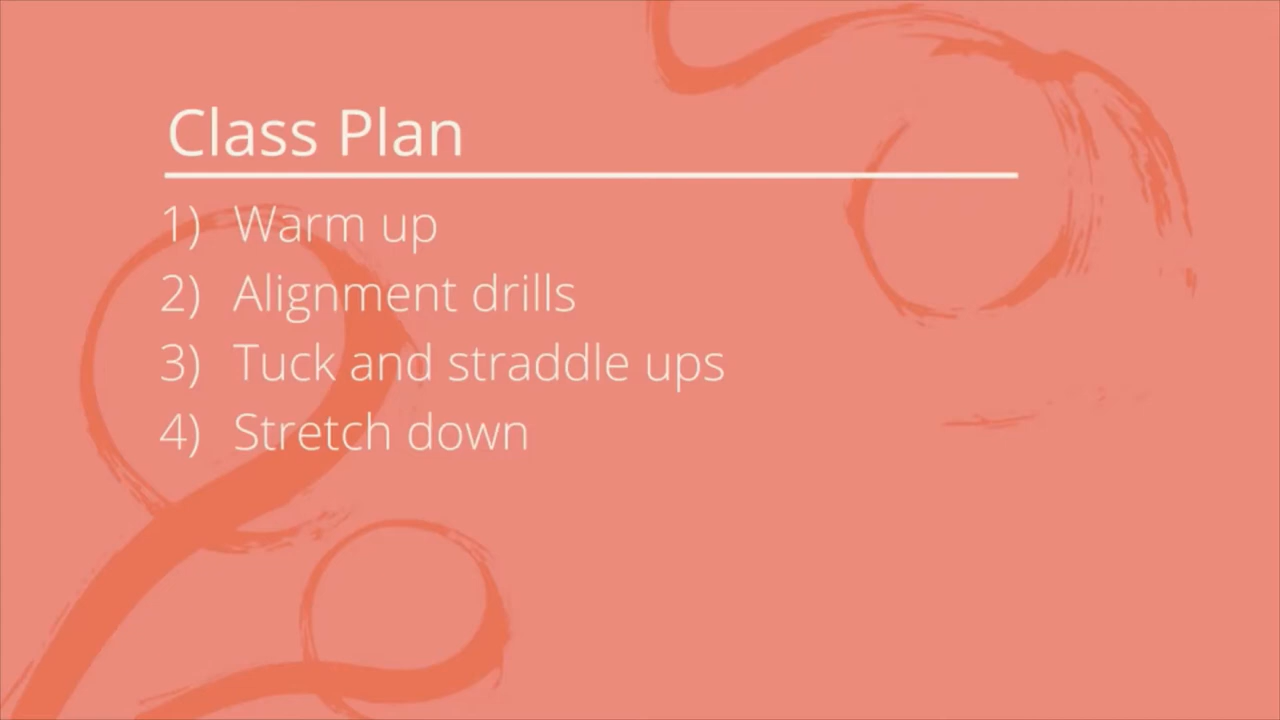 Class Plan
1) Warm up
2) Alignment drills
3) Tuck and straddle ups
4) Stretch down